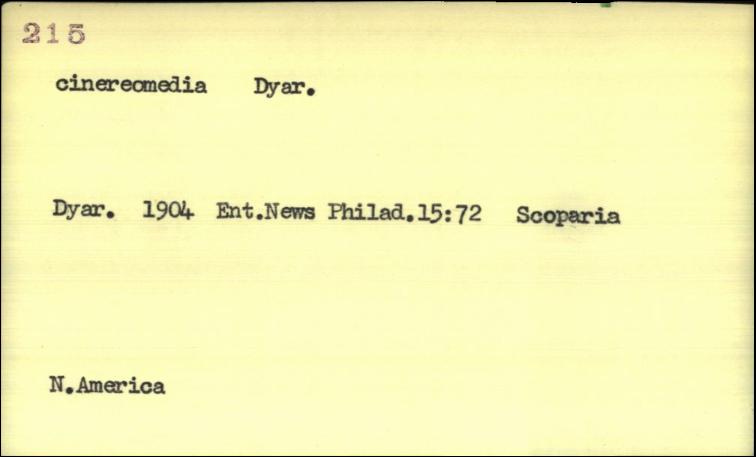 215
cinereomedia Dyar.
Dyar. 1904 Ent.News Philad.15:72 Scoparia
N.America